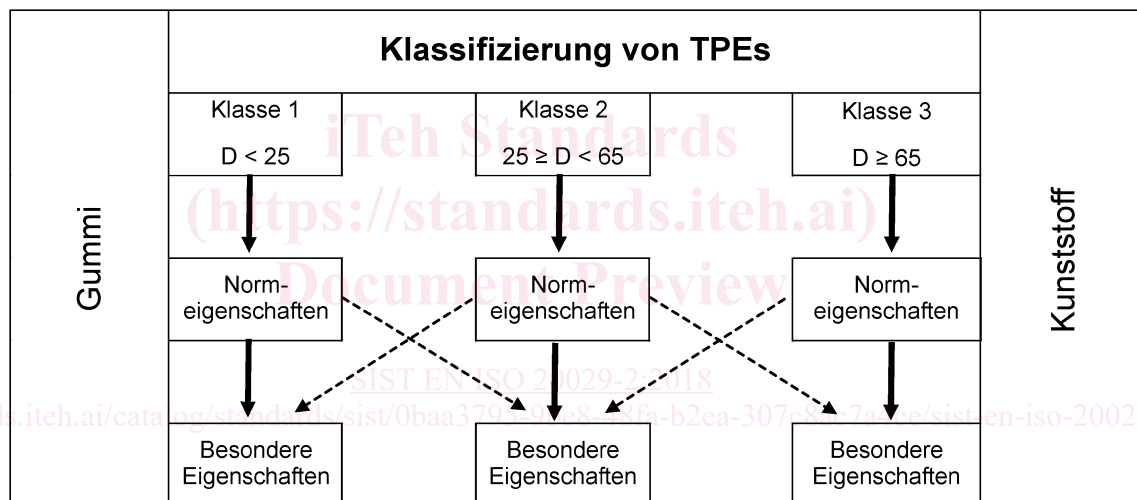 Klassifizierung von TPEs
Klasse 1
D < 25
Klasse 2
25 ≥ D < 65
Klasse 3
D ≥ 65
iTeh Standards
(https://standards.iteh.ai)
Document Preview
Gummi
Kunststoff
Norm-
eigenschaften
Norm-
eigenschaften
Norm-
eigenschaften
SIST EN ISO 20029-2:2018
Besondere
Eigenschaften
Besondere
Eigenschaften
Besondere
Eigenschaften